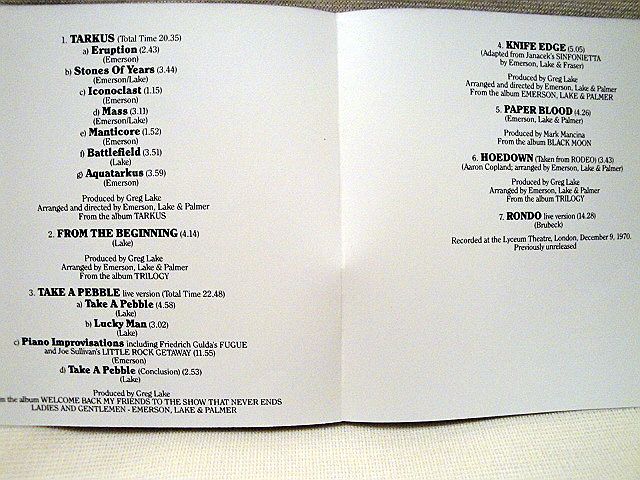 1. TARKUS (Total Time 20.35)
a) Eruption (2.43)
(Emerson)
b) Stones Of Years (3.44)
(Emerson/Lake)
c) Iconoclast (1.15)
(Emerson)
d) Mass (3.11)
(Emerson/Lake)
e) Manticore (1.52)
(Emerson)
f) Battlefield (3.51)
(Lake)
g) Aquatarkus (3.59)
(Emerson)
Produced by Greg Lake
Arranged and directed by Emerson, Lake & Palmer
From the album TARKUS
2. FROM THE BEGINNING (4.14)
(Lake)
Produced by Greg Lake
Arranged by Emerson, Lake & Palmer
From the album TRILOGY
3. TAKE A PEBBLE live version (Total Time 22.48)
a) Take A Pebble (4.58)
(Lake)
b) Lucky Man (3.02)
(Lake)
c) Piano Improvisations including Friedrich Gulda's FUGUE
and Joe Sullivan's LITTLE ROCK GETAWAY (11.55)
(Emerson)
d) Take A Pebble (Conclusion) (2.53)
(Lake)
Produced by Greg Lake
m the album WELCOME BACK MY FRIENDS TO THE SHOW THAT NEVER ENDS
LADIES AND GENTLEMEN - EMERSON, LAKE & PALMER
4. KNIFE EDGE (5.05)
(Adapted from Janacek's SINFONIETTA
by Emerson, Lake & Fraser)
Produced by Greg Lake
Arranged and directed by Emerson, Lake & Palmer
From the album EMERSON, LAKE & PALMER
5. PAPER BLOOD (4.26)
(Emerson, Lake & Palmer)
Produced by Mark Mancina
From the album BLACK MOON
6. HOEDOWN (Taken from RODEO) (3.43)
(Aaron Copland; arranged by Emerson, Lake & Palmer)
Produced by Greg Lake
Arranged by Emerson, Lake & Palmer
From the album TRILOGY
7. RONDO live version (14.28)
(Brubeck)
Recorded at the Lyceum Theatre, London, December 9, 1970.
Previously unreleased